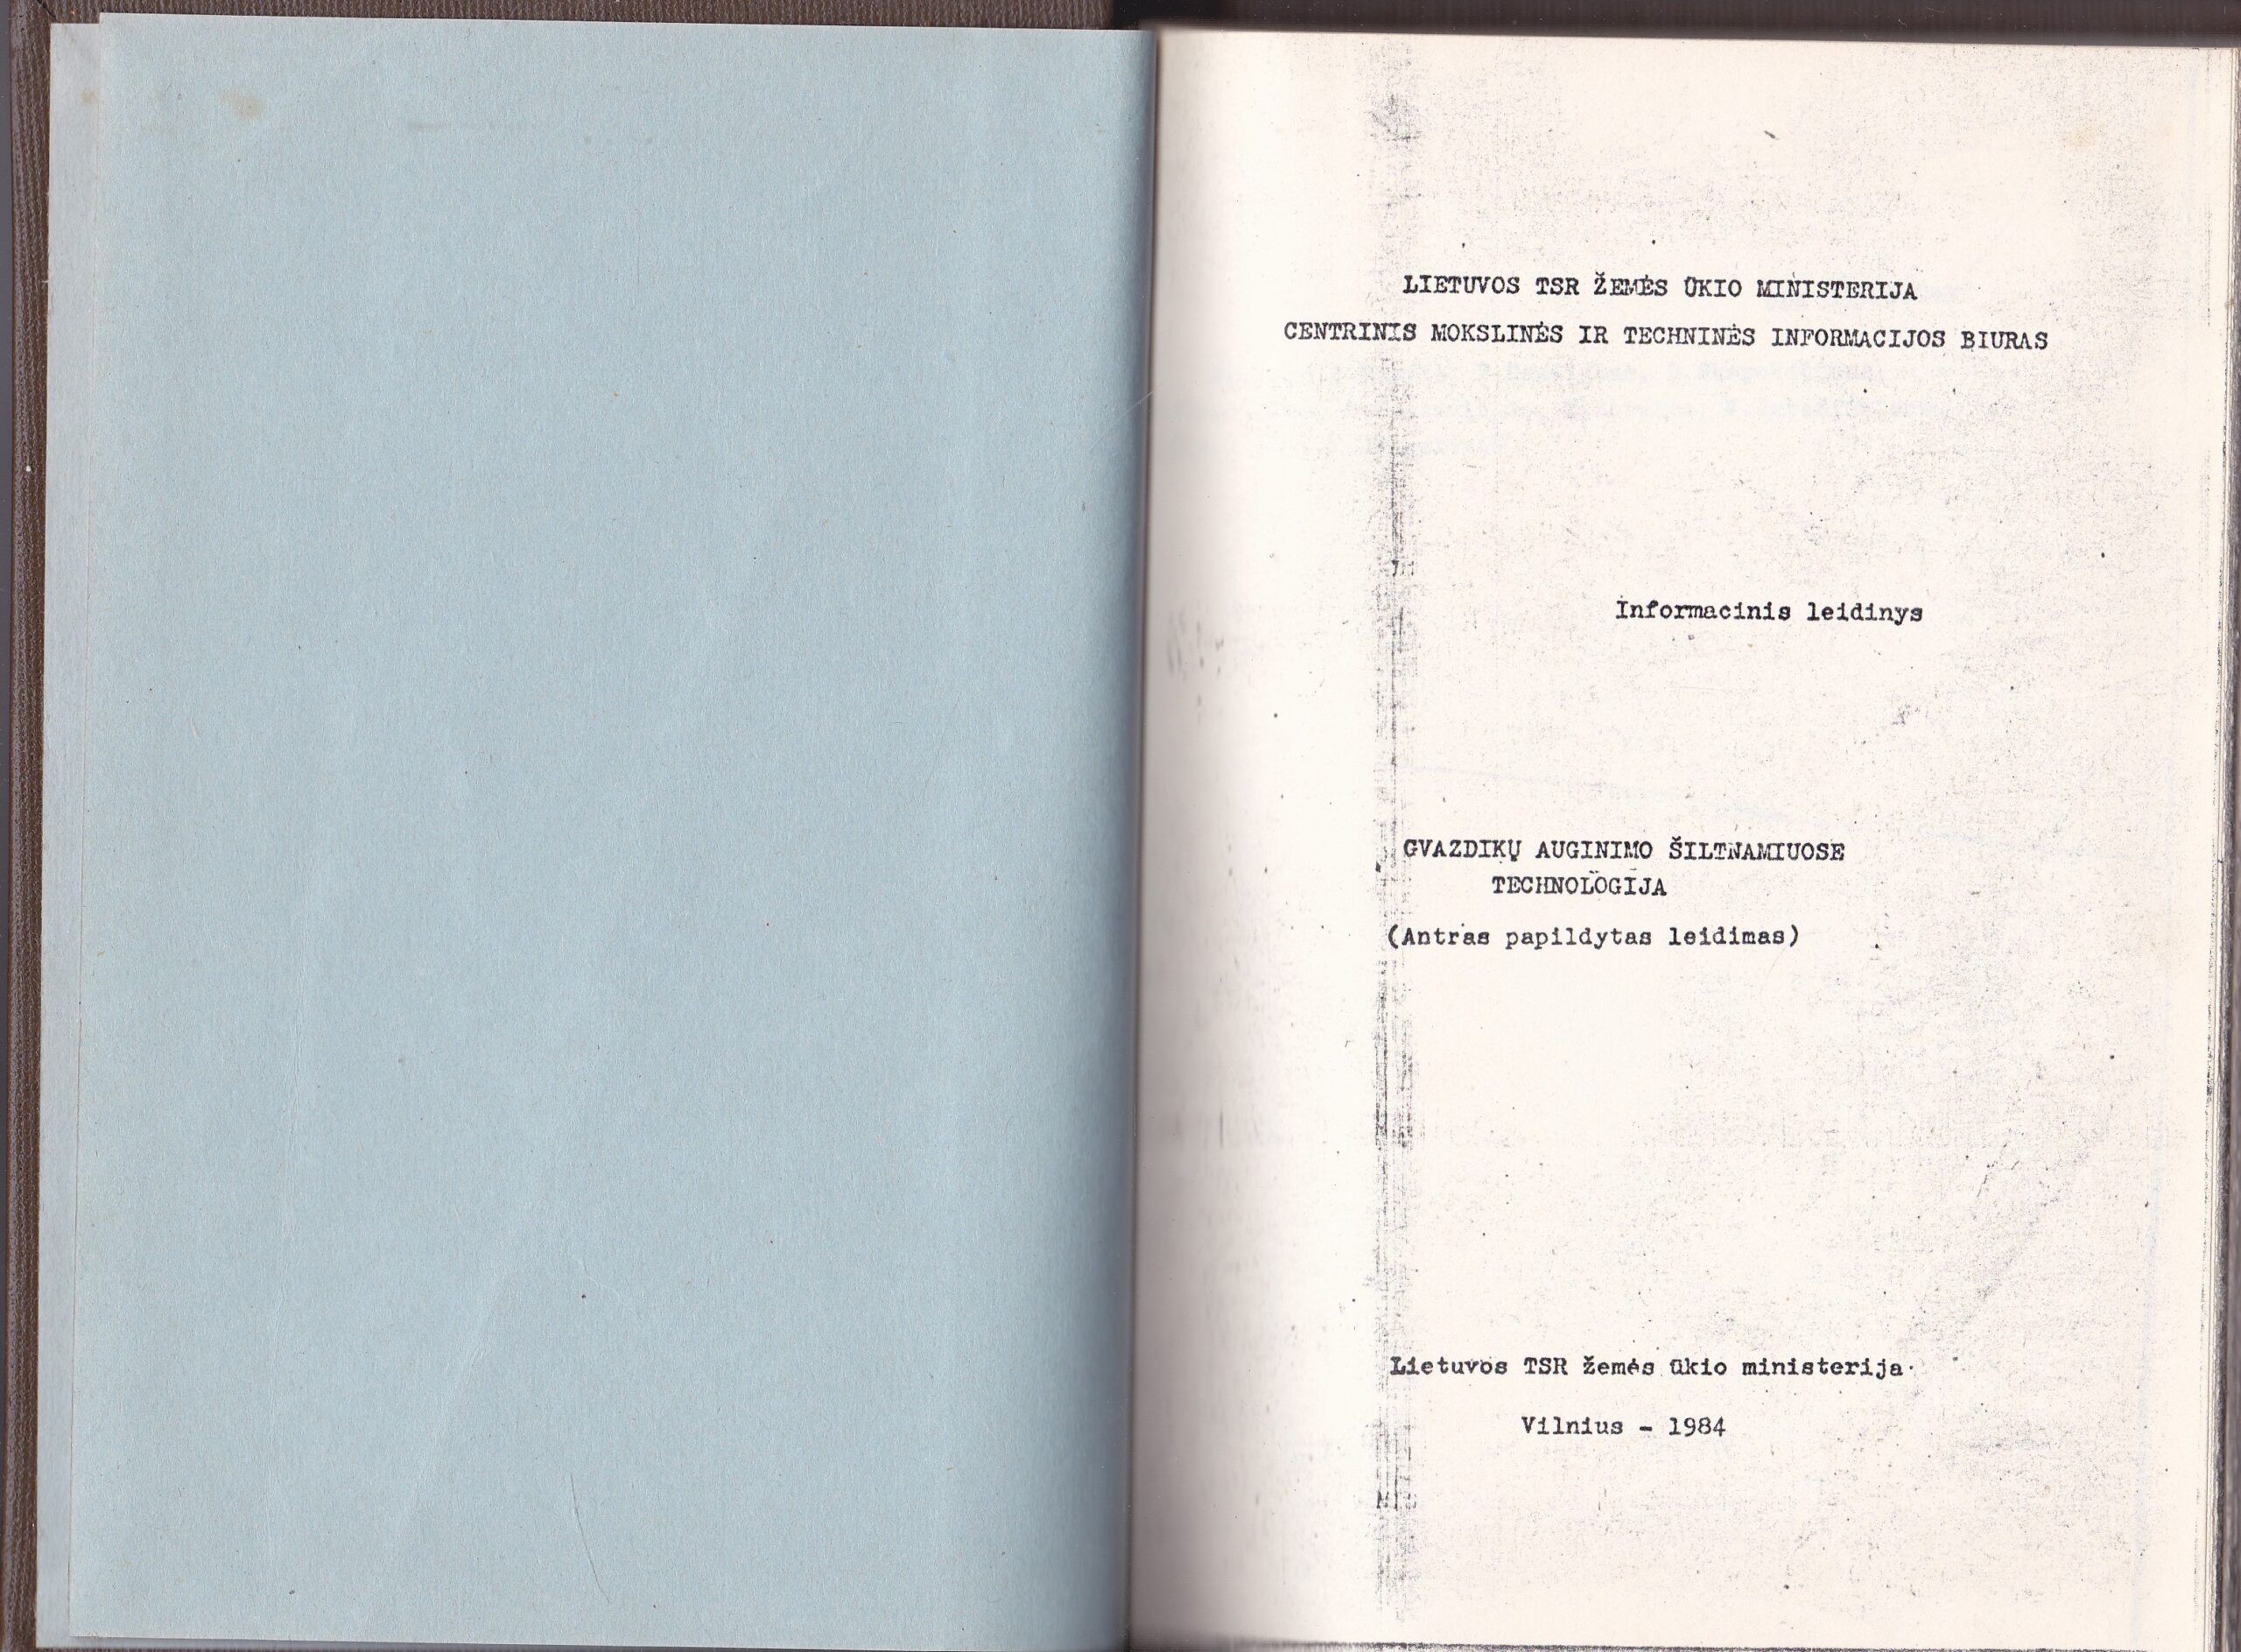 LIETUVOS TSR ŽEMĖS ŪKIO MINISTERIJA
CENTRINIS MOKSLINĖS IR TECHNINĖS INFORMACIJOS BIURAS
Informacinis leidinys
GVAZDIKŲ AUGINIMO ŠILTNAMIUOSE
TECHNOLOGIJA
(Antras papildytas leidimas)
Lietuvos TSR žemės ūkio ministerija
Vilnius - 1984